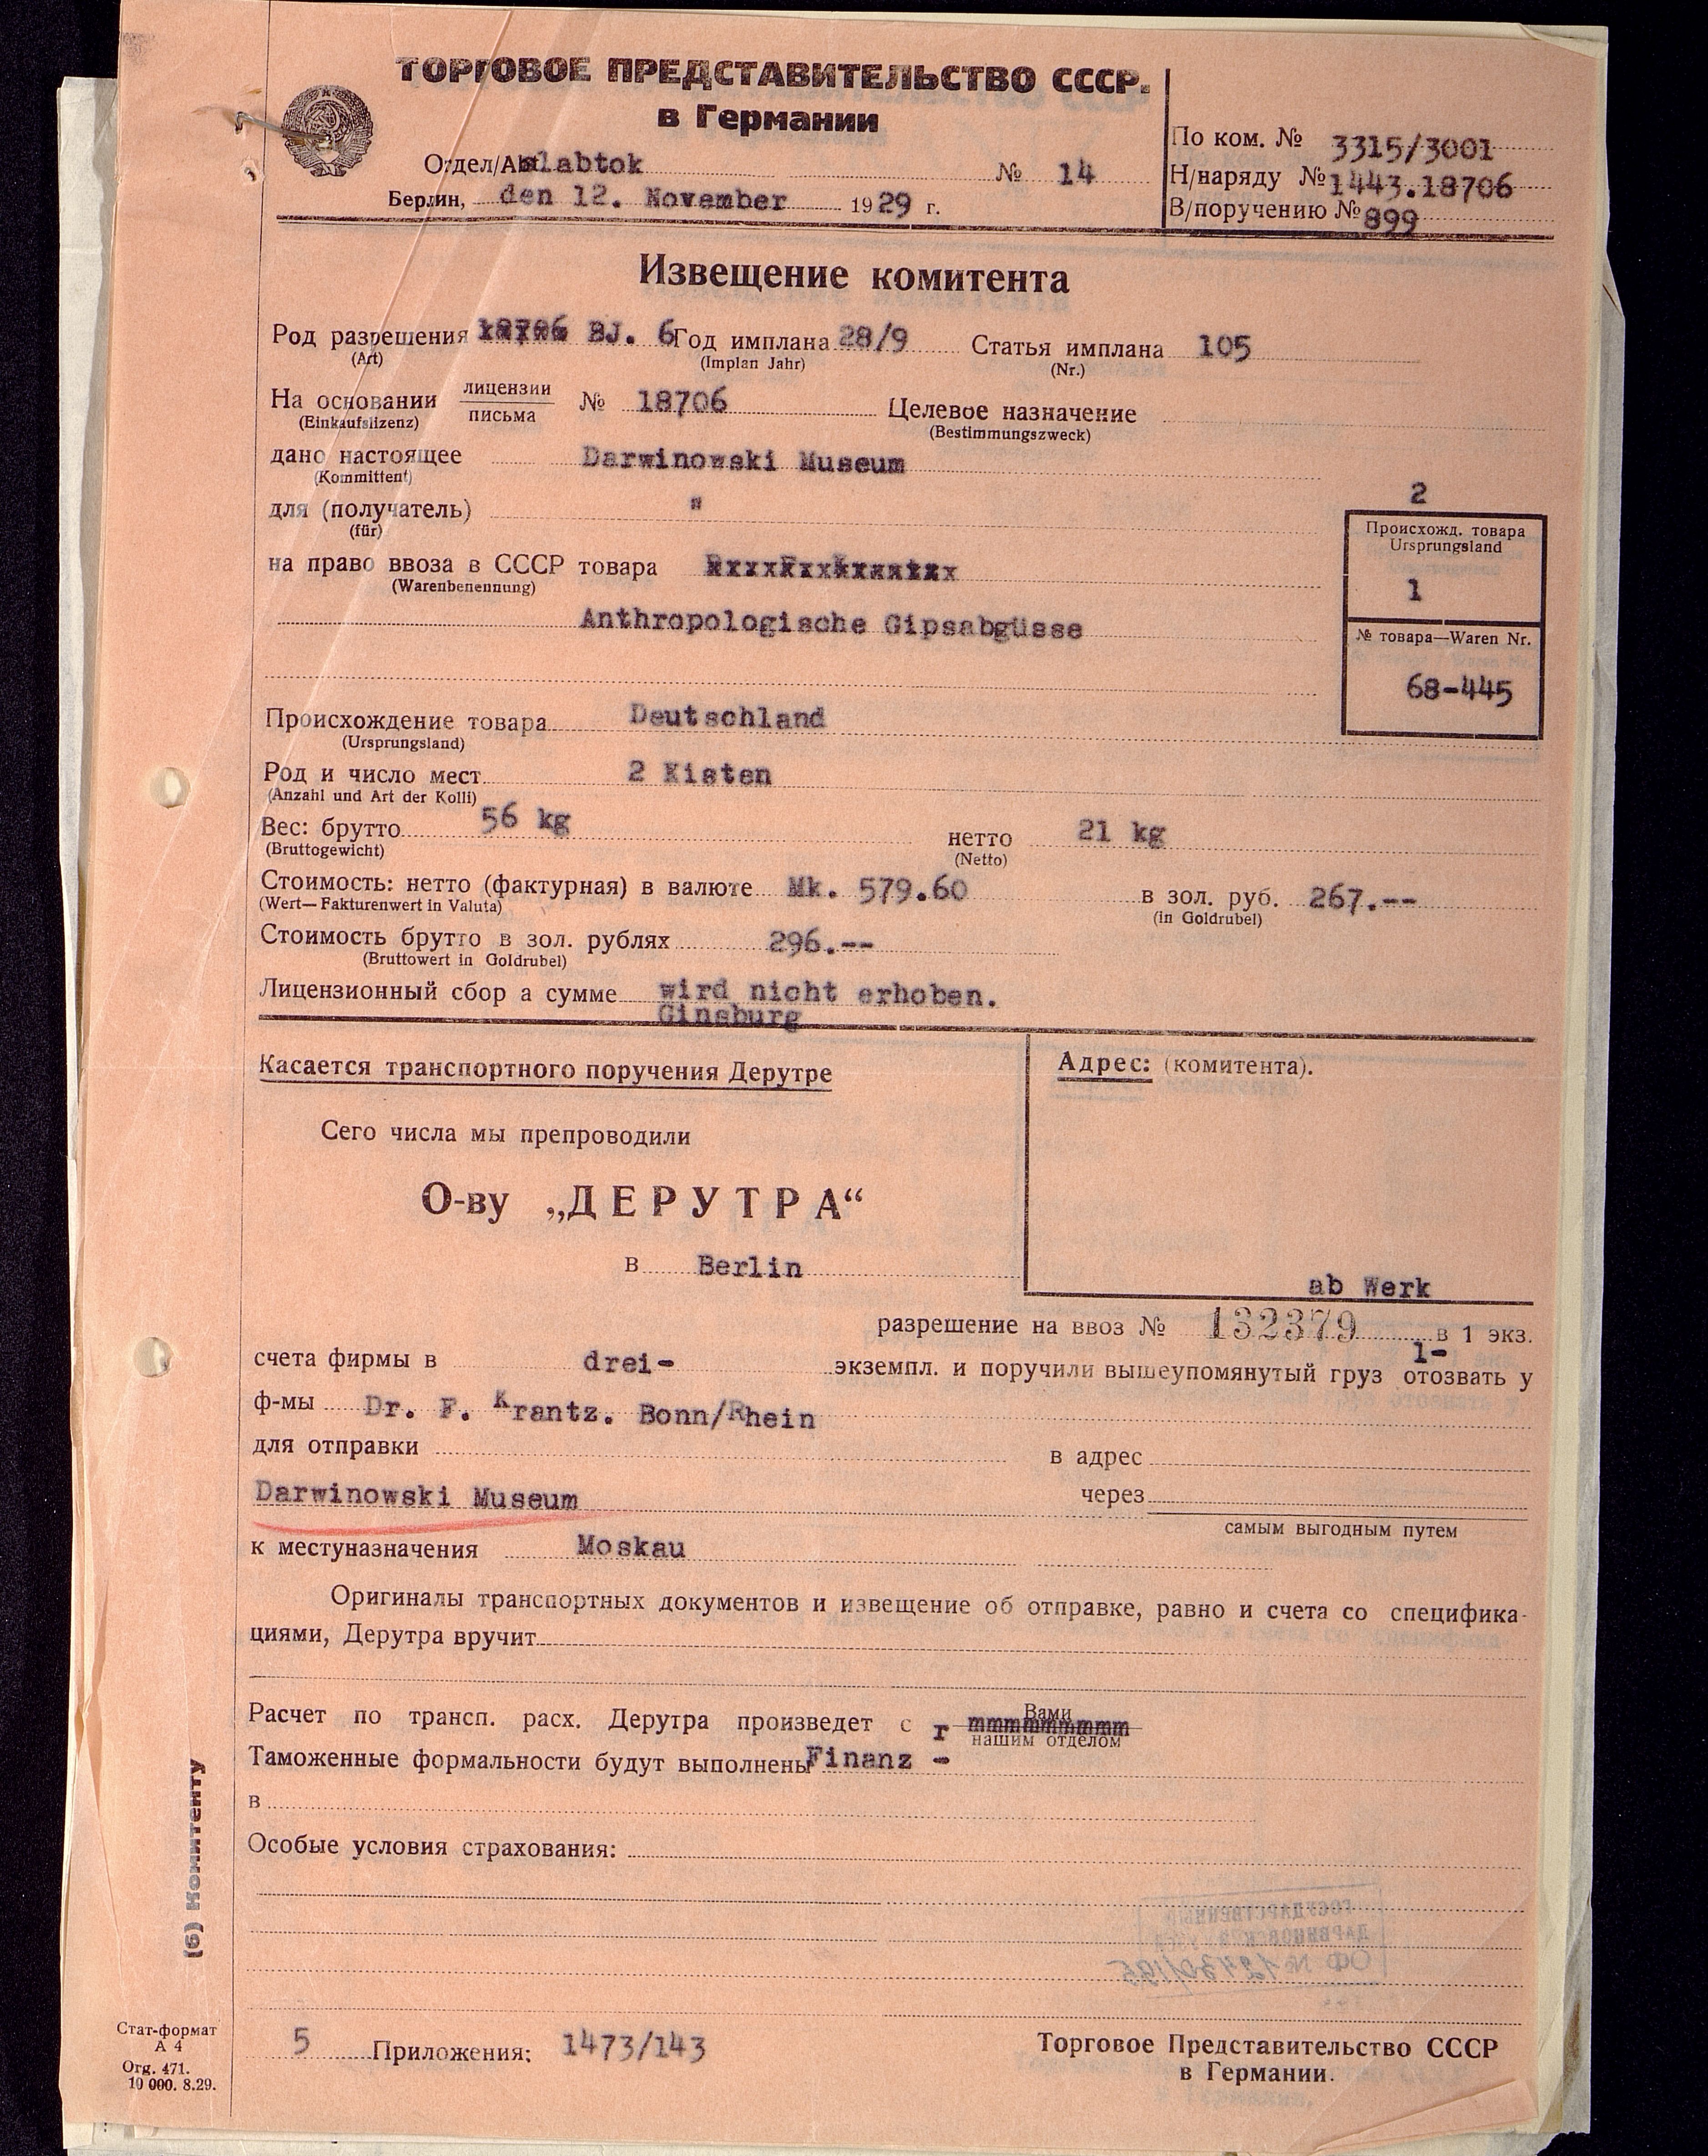 ТОРГОВОЕ ПРЕДСТАВИТЕЛЬСТВО СССР.
в Германии
Отдел/Abt. slabtok № 14
Берлин, den 12. November 1929 г.
По ком. № 3315/3001
Н/наряду № 1443.18706
В/поручению № 899
Извещение комитента
Род разрешения 18706 BJ. 6 Год имплана 28/9 Статья имплана 105
(Art) (Implan Jahr) (Nr.)
На основании лицензии № 18706 Целевое назначение
письма
(Einkaufslizenz) (Bestimmungszweck)
дано настоящее Darwinowski Museum
(Kommittent)
для (получатель) "
(für)
2
Происхожд. товара
Ursprungsland
1
№ товара—Waren Nr.
68-445
на право ввоза в СССР товара
(Warenbenennung)
Anthropologische Gipsabgüsse
Происхождение товара Deutschland
(Ursprungsland)
Род и число мест 2 Kisten
(Anzahl und Art der Kolli)
Вес: брутто 56 kg нетто 21 kg
(Bruttogewicht) (Netto)
Стоимость: нетто (фактурная) в валюте Mk. 579.60 в зол. руб. 267.--
(Wert— Fakturenwert in Valuta) (in Goldrubel)
Стоимость брутто в зол. рублях 296.--
(Bruttowert in Goldrubel)
Лицензионный сбор а сумме wird nicht erhoben.
Ginsburg
Касается транспортного поручения Дерутре
Адрес: (комитента).
Сего числа мы препроводили
О-ву „ДЕРУТРА“
в Berlin
ab Werk
разрешение на ввоз № 132379 в 1 экз.
1-
счета фирмы в drei- экземпл. и поручили вышеупомянутый груз отозвать у
ф-мы Dr. F. Krantz. Bonn/Rhein
для отправки в адрес
Darwinowski Museum через
самым выгодным путем
к местуназначения Moskau
Оригиналы транспортных документов и извещение об отправке, равно и счета со специфика-
циями, Дерутра вручит
Расчет по трансп. расх. Дерутра произведет с r Вами
mmmmmmmmm
нашим отделом
Таможенные формальности будут выполнены Finanz -
в
Особые условия страхования:
ГОСУДАРСТВЕННЫЙ
ДАРВИНОВСКИЙ МУЗЕЙ
ОФ № 12430/195
5 Приложения: 1473/143
Торговое Представительство СССР
в Германии.
(6) Комитенту
Стат-формат
А 4
Org. 471.
10 000. 8.29.